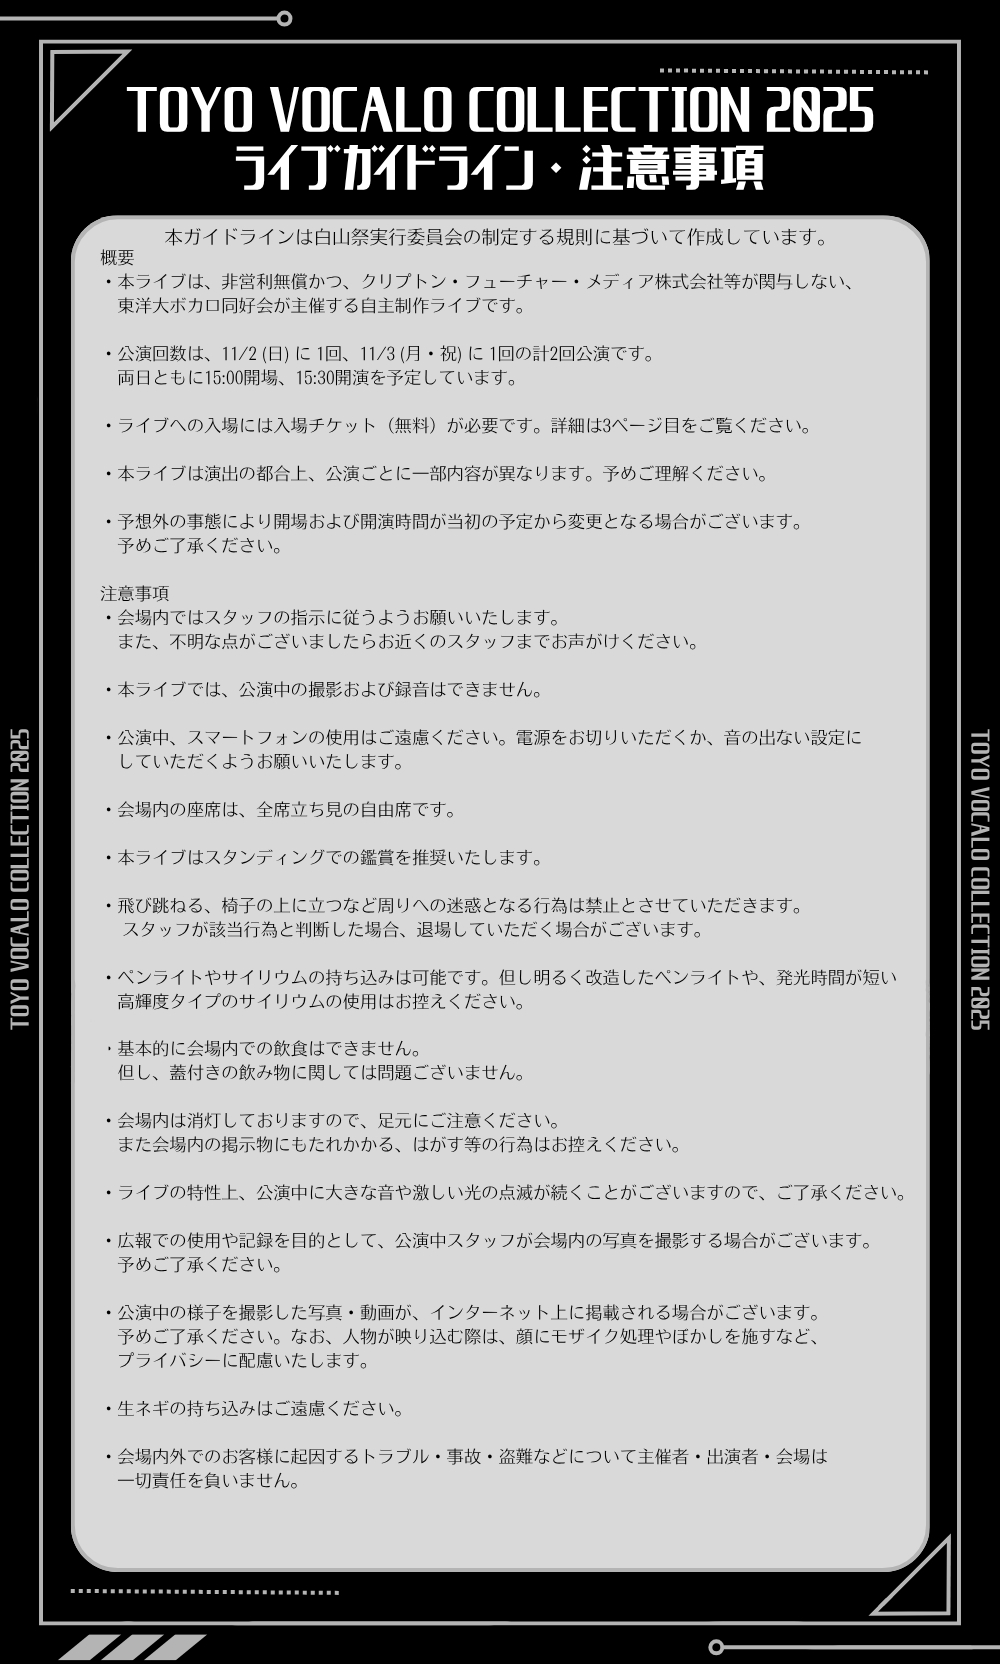 TOYO VOCALO COLLECTION 2025
ライブガイドライン・注意事項
本ガイドラインは白山祭実行委員会の制定する規則に基づいて作成しています。
概要
・本ライブは、非営利無償かつ、クリプトン・フューチャー・メディア株式会社等が関与しない、
東洋大ボカロ同好会が主催する自主制作ライブです。
・公演回数は、11/2 (日) に 1回、11/3 (月・祝) に 1回の計2回公演です。
両日ともに15:00開場、15:30開演を予定しています。
・ライブへの入場には入場チケット（無料）が必要です。詳細は3ページ目をご覧ください。
・本ライブは演出の都合上、公演ごとに一部内容が異なります。予めご理解ください。
・予想外の事態により開場および開演時間が当初の予定から変更となる場合がございます。
予めご了承ください。
注意事項
・会場内ではスタッフの指示に従うようお願いいたします。
また、不明な点がございましたらお近くのスタッフまでお声がけください。
・本ライブでは、公演中の撮影および録音はできません。
・公演中、スマートフォンの使用はご遠慮ください。電源をお切りいただくか、音の出ない設定に
していただくようお願いいたします。
・会場内の座席は、全席立ち見の自由席です。
・本ライブはスタンディングでの鑑賞を推奨いたします。
・飛び跳ねる、椅子の上に立つなど周りへの迷惑となる行為は禁止とさせていただきます。
スタッフが該当行為と判断した場合、退場していただく場合がございます。
・ペンライトやサイリウムの持ち込みは可能です。但し明るく改造したペンライトや、発光時間が短い
高輝度タイプのサイリウムの使用はお控えください。
・基本的に会場内での飲食はできません。
但し、蓋付きの飲み物に関しては問題ございません。
・会場内は消灯しておりますので、足元にご注意ください。
また会場内の掲示物にもたれかかる、はがす等の行為はお控えください。
・ライブの特性上、公演中に大きな音や激しい光の点滅が続くことがございますので、ご了承ください。
・広報での使用や記録を目的として、公演中スタッフが会場内の写真を撮影する場合がございます。
予めご了承ください。
・公演中の様子を撮影した写真・動画が、インターネット上に掲載される場合がございます。
予めご了承ください。なお、人物が映り込む際は、顔にモザイク処理やぼかしを施すなど、
プライバシーに配慮いたします。
・生ネギの持ち込みはご遠慮ください。
・会場内外でのお客様に起因するトラブル・事故・盗難などについて主催者・出演者・会場は
一切責任を負いません。
TOYO VOCALO COLLECTION 2025
TOYO VOCALO COLLECTION 2025